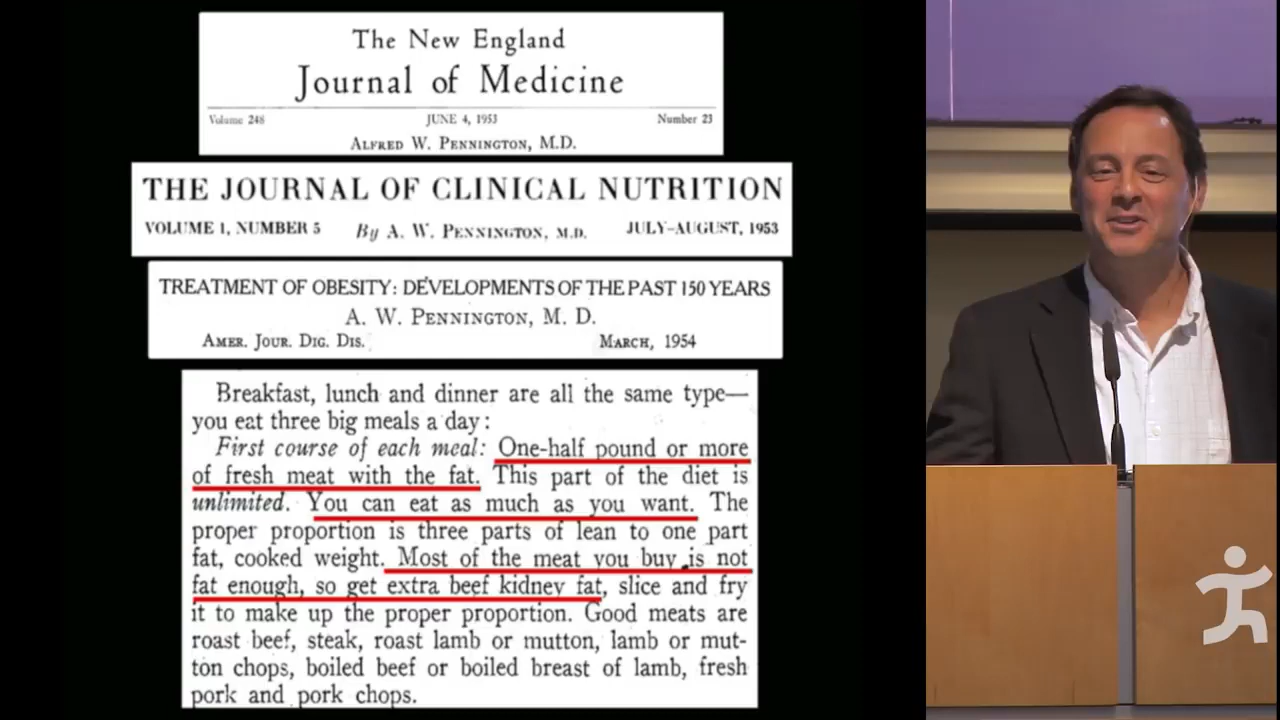 The New England
Journal of Medicine
Volume 248 JUNE 4, 1953 Number 23
ALFRED W. PENNINGTON, M.D.
THE JOURNAL OF CLINICAL NUTRITION
VOLUME 1, NUMBER 5 By A. W. PENNINGTON, M.D. JULY–AUGUST, 1953
TREATMENT OF OBESITY: DEVELOPMENTS OF THE PAST 150 YEARS
A. W. PENNINGTON, M. D.
AMER. JOUR. DIG. DIS. MARCH, 1954
Breakfast, lunch and dinner are all the same type—
you eat three big meals a day:
First course of each meal: One-half pound or more
of fresh meat with the fat. This part of the diet is
unlimited. You can eat as much as you want. The
proper proportion is three parts of lean to one part
fat, cooked weight. Most of the meat you buy is not
fat enough, so get extra beef kidney fat, slice and fry
it to make up the proper proportion. Good meats are
roast beef, steak, roast lamb or mutton, lamb or mut-
ton chops, boiled beef or boiled breast of lamb, fresh
pork and pork chops.